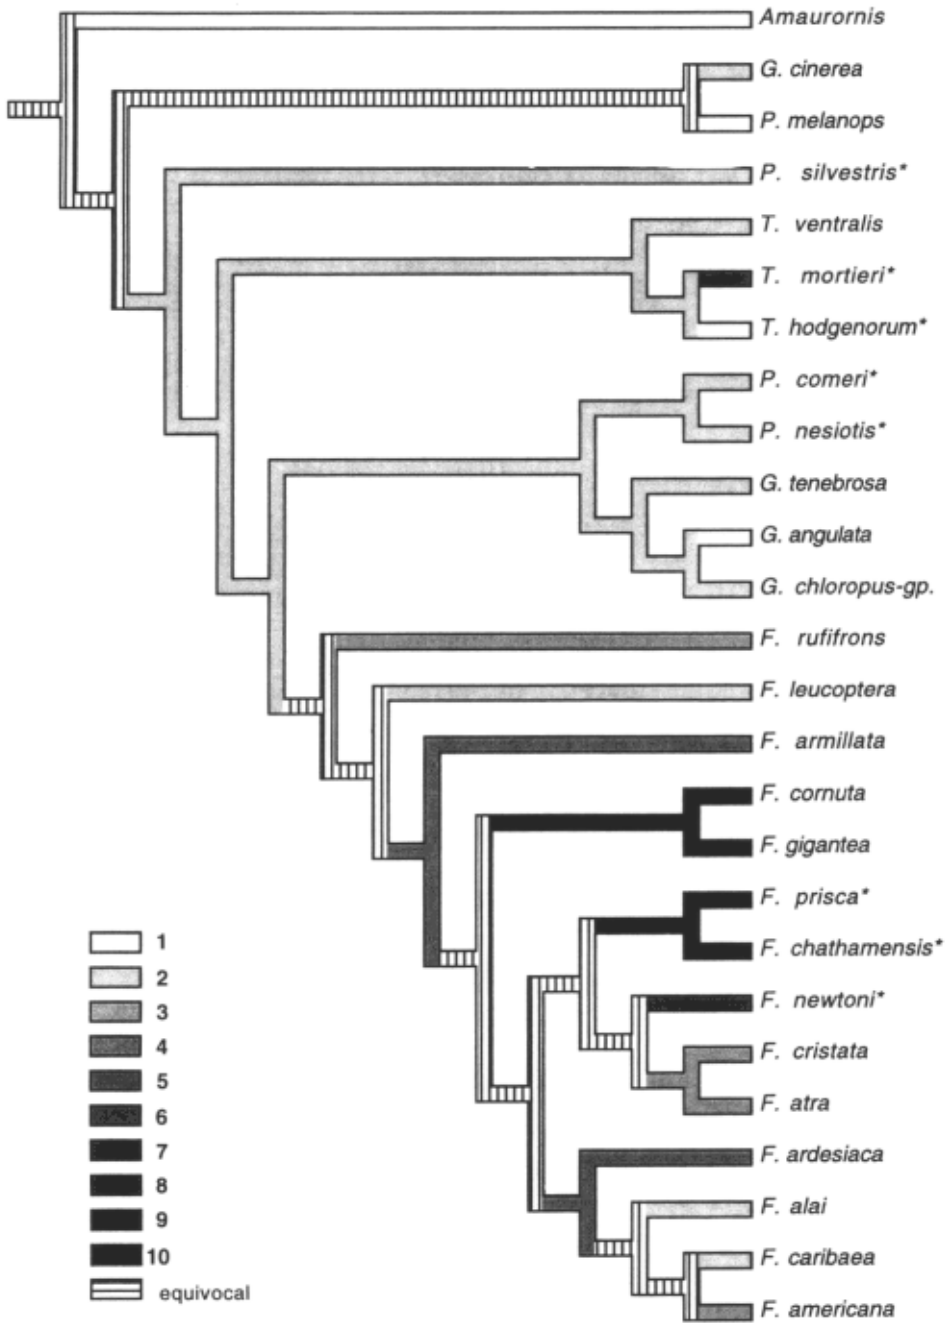 Amaurornis
G. cinerea
P. melanops
P. silvestris*
T. ventralis
T. mortieri*
T. hodgenorum*
P. comeri*
P. nesiotis*
G. tenebrosa
G. angulata
G. chloropus-gp.
F. rufifrons
F. leucoptera
F. armillata
F. cornuta
F. gigantea
F. prisca*
F. chathamensis*
F. newtoni*
F. cristata
F. atra
F. ardesiaca
F. alai
F. caribaea
F. americana
1
2
3
4
5
6
7
8
9
10
equivocal